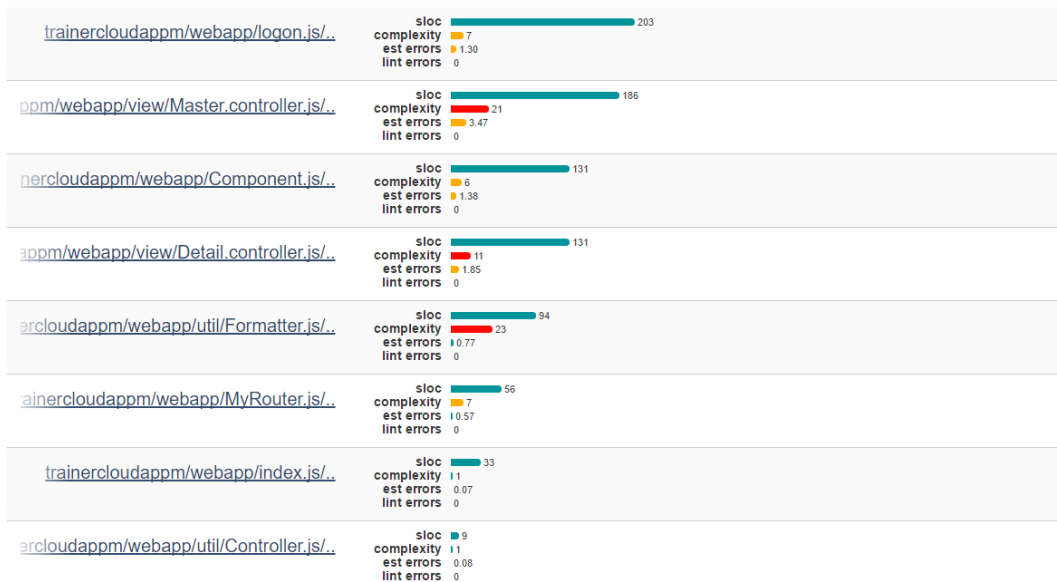 trainercloudappm/webapp/logon.js/..
sloc 203
complexity 7
est errors 1.30
lint errors 0
ppm/webapp/view/Master.controller.js/..
sloc 186
complexity 21
est errors 3.47
lint errors 0
nercloudappm/webapp/Component.js/..
sloc 131
complexity 6
est errors 1.38
lint errors 0
appm/webapp/view/Detail.controller.js/..
sloc 131
complexity 11
est errors 1.85
lint errors 0
ercloudappm/webapp/util/Formatter.js/..
sloc 94
complexity 23
est errors 0.77
lint errors 0
ainercloudappm/webapp/MyRouter.js/..
sloc 56
complexity 7
est errors 0.57
lint errors 0
trainercloudappm/webapp/index.js/..
sloc 33
complexity 1
est errors 0.07
lint errors 0
ercloudappm/webapp/util/Controller.js/..
sloc 9
complexity 1
est errors 0.08
lint errors 0